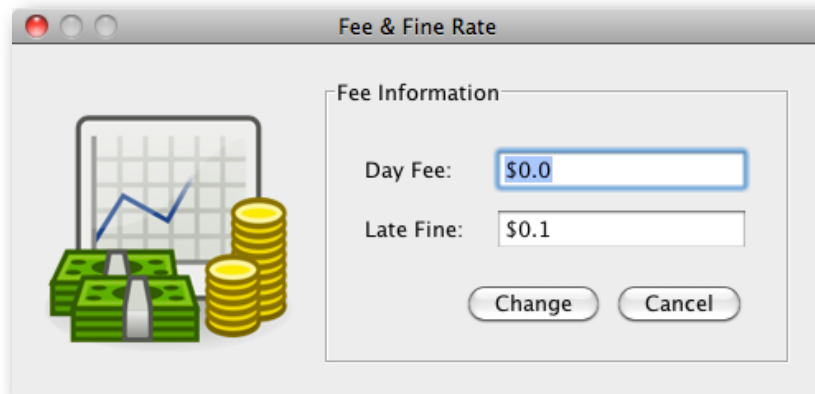 Fee & Fine Rate
Fee Information
Day Fee: $0.0
Late Fine: $0.1
Change Cancel